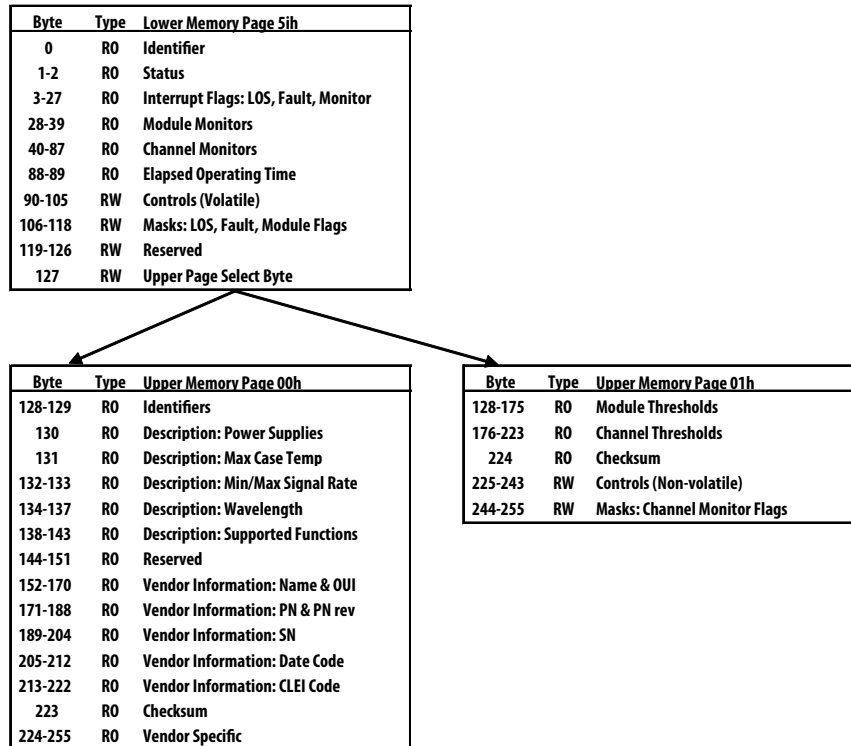 Byte Type Lower Memory Page 5ih
0 RO Identifier
1-2 RO Status
3-27 RO Interrupt Flags: LOS, Fault, Monitor
28-39 RO Module Monitors
40-87 RO Channel Monitors
88-89 RO Elapsed Operating Time
90-105 RW Controls (Volatile)
106-118 RW Masks: LOS, Fault, Module Flags
119-126 RW Reserved
127 RW Upper Page Select Byte
Byte Type Upper Memory Page 00h
128-129 RO Identifiers
130 RO Description: Power Supplies
131 RO Description: Max Case Temp
132-133 RO Description: Min/Max Signal Rate
134-137 RO Description: Wavelength
138-143 RO Description: Supported Functions
144-151 RO Reserved
152-170 RO Vendor Information: Name & OUI
171-188 RO Vendor Information: PN & PN rev
189-204 RO Vendor Information: SN
205-212 RO Vendor Information: Date Code
213-222 RO Vendor Information: CLEI Code
223 RO Checksum
224-255 RO Vendor Specific
Byte Type Upper Memory Page 01h
128-175 RO Module Thresholds
176-223 RO Channel Thresholds
224 RO Checksum
225-243 RW Controls (Non-volatile)
244-255 RW Masks: Channel Monitor Flags